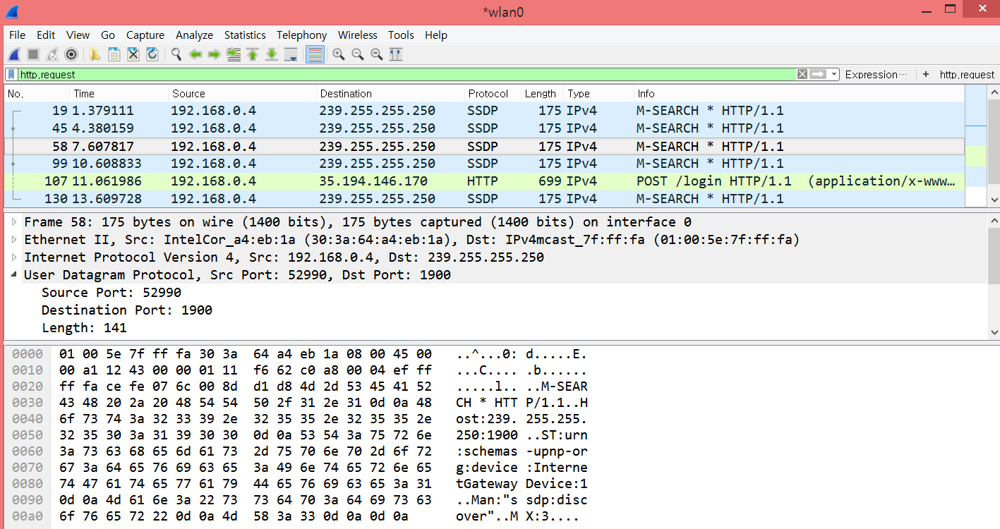 *wlan0
File Edit View Go Capture Analyze Statistics Telephony Wireless Tools Help
http.request Expression… + http.request
No. Time Source Destination Protocol Length Type Info
19 1.379111 192.168.0.4 239.255.255.250 SSDP 175 IPv4 M-SEARCH * HTTP/1.1
45 4.380159 192.168.0.4 239.255.255.250 SSDP 175 IPv4 M-SEARCH * HTTP/1.1
58 7.607817 192.168.0.4 239.255.255.250 SSDP 175 IPv4 M-SEARCH * HTTP/1.1
99 10.608833 192.168.0.4 239.255.255.250 SSDP 175 IPv4 M-SEARCH * HTTP/1.1
107 11.061986 192.168.0.4 35.194.146.170 HTTP 699 IPv4 POST /login HTTP/1.1 (application/x-www…
130 13.609728 192.168.0.4 239.255.255.250 SSDP 175 IPv4 M-SEARCH * HTTP/1.1
Frame 58: 175 bytes on wire (1400 bits), 175 bytes captured (1400 bits) on interface 0
Ethernet II, Src: IntelCor_a4:eb:1a (30:3a:64:a4:eb:1a), Dst: IPv4mcast_7f:ff:fa (01:00:5e:7f:ff:fa)
Internet Protocol Version 4, Src: 192.168.0.4, Dst: 239.255.255.250
User Datagram Protocol, Src Port: 52990, Dst Port: 1900
Source Port: 52990
Destination Port: 1900
Length: 141
0000 01 00 5e 7f ff fa 30 3a 64 a4 eb 1a 08 00 45 00 ..^...0: d.....E.
0010 00 a1 12 43 00 00 01 11 f6 62 c0 a8 00 04 ef ff ...C.... .b......
0020 ff fa ce fe 07 6c 00 8d d1 d8 4d 2d 53 45 41 52 .....l.. ..M-SEAR
0030 43 48 20 2a 20 48 54 54 50 2f 31 2e 31 0d 0a 48 CH * HTT P/1.1..H
0040 6f 73 74 3a 32 33 39 2e 32 35 35 2e 32 35 35 2e ost:239. 255.255.
0050 32 35 30 3a 31 39 30 30 0d 0a 53 54 3a 75 72 6e 250:1900 ..ST:urn
0060 3a 73 63 68 65 6d 61 73 2d 75 70 6e 70 2d 6f 72 :schemas -upnp-or
0070 67 3a 64 65 76 69 63 65 3a 49 6e 74 65 72 6e 65 g:device :Interne
0080 74 47 61 74 65 77 61 79 44 65 76 69 63 65 3a 31 tGateway Device:1
0090 0d 0a 4d 61 6e 3a 22 73 73 64 70 3a 64 69 73 63 ..Man:"s sdp:disc
00a0 6f 76 65 72 22 0d 0a 4d 58 3a 33 0d 0a 0d 0a over"..M X:3....